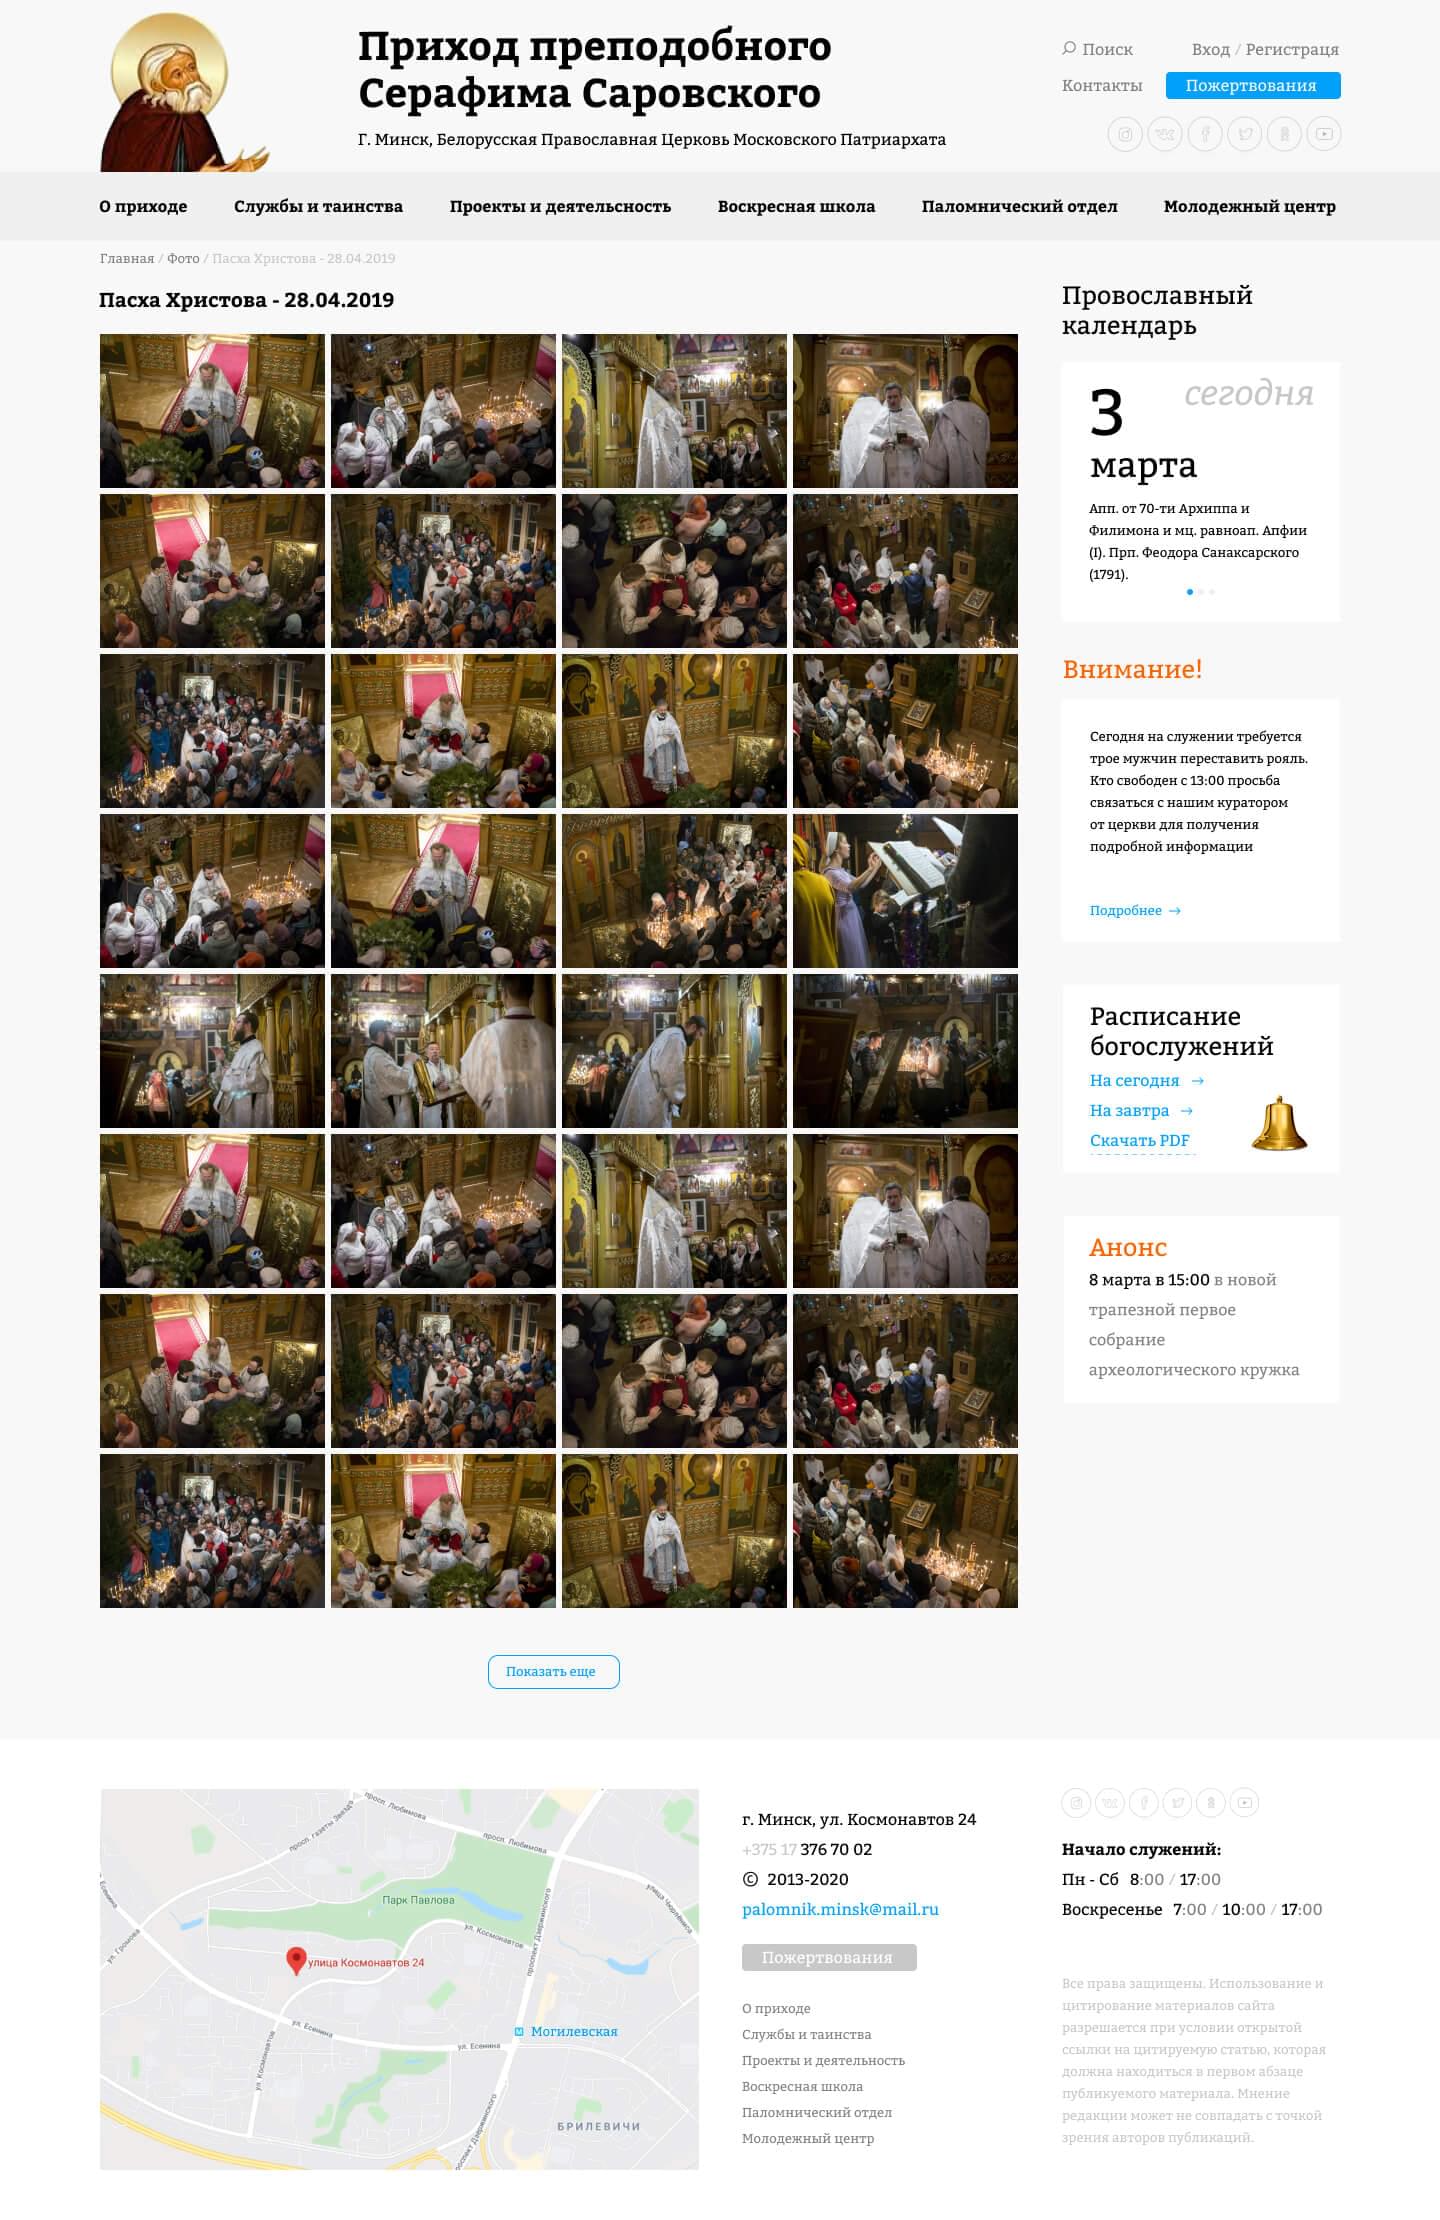 Приход преподобного
Серафима Саровского
Г. Минск, Белорусская Православная Церковь Московского Патриархата
Поиск
Вход / Регистраця
Контакты
Пожертвования
О приходе
Службы и таинства
Проекты и деятельсность
Воскресная школа
Паломнический отдел
Молодежный центр
Главная / Фото / Пасха Христова - 28.04.2019
Пасха Христова - 28.04.2019
Показать еще
Провославный
календарь
3
сегодня
марта
Апп. от 70-ти Архиппа и
Филимона и мц. равноап. Апфии
(I). Прп. Феодора Санаксарского
(1791).
Внимание!
Сегодня на служении требуется
трое мужчин переставить рояль.
Кто свободен с 13:00 просьба
связаться с нашим куратором
от церкви для получения
подробной информации
Подробнее →
Расписание
богослужений
На сегодня →
На завтра →
Скачать PDF
Анонс
8 марта в 15:00 в новой
трапезной первое
собрание
археологического кружка
просп. газеты Звезда
просп. Любимова
просп. Любимова
ул. Есенина
ул. Громова
Парк Павлова
ул. Космонавтов
улица Космонавтов 24
проспект Дзержинского
улица Чюрлёниса
ул. Есенина
ул. Космонавтов
М Могилевская
ул. Есенина
проспект Дзержинского
БРИЛЕВИЧИ
г. Минск, ул. Космонавтов 24
+375 17 376 70 02
© 2013-2020
palomnik.minsk@mail.ru
Пожертвования
О приходе
Службы и таинства
Проекты и деятельность
Воскресная школа
Паломнический отдел
Молодежный центр
Начало служений:
Пн - Сб 8:00 / 17:00
Воскресенье 7:00 / 10:00 / 17:00
Все права защищены. Использование и
цитирование материалов сайта
разрешается при условии открытой
ссылки на цитируемую статью, которая
должна находиться в первом абзаце
публикуемого материала. Мнение
редакции может не совпадать с точкой
зрения авторов публикаций.